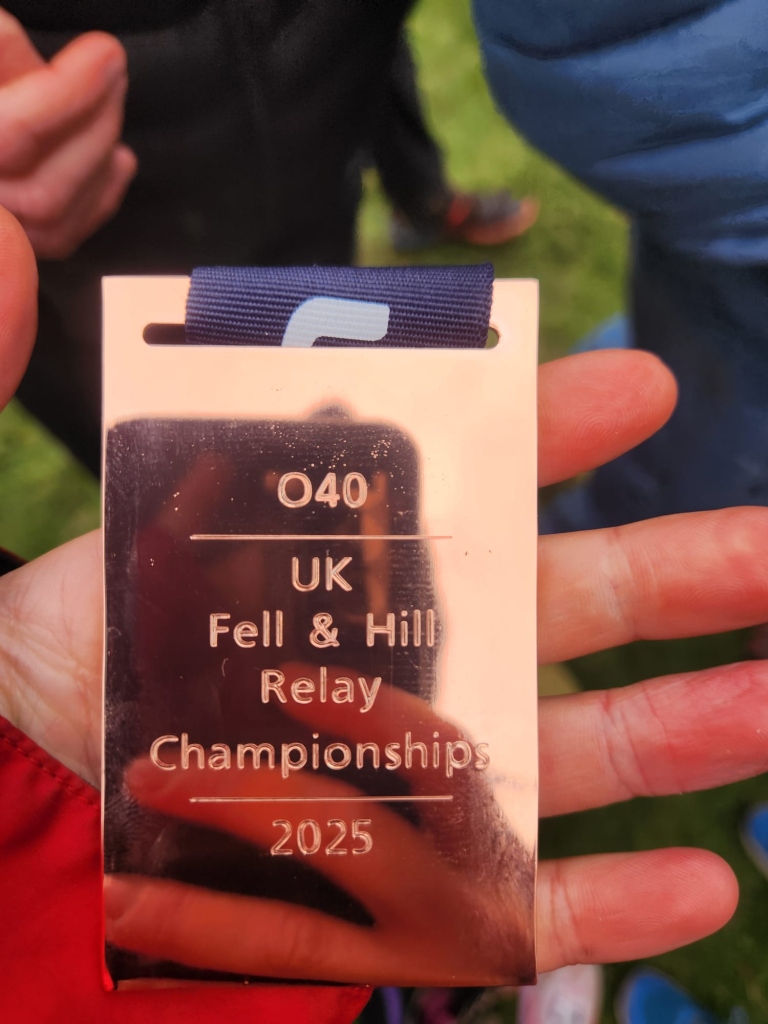 O40
UK
Fell & Hill
Relay
Championships
2025